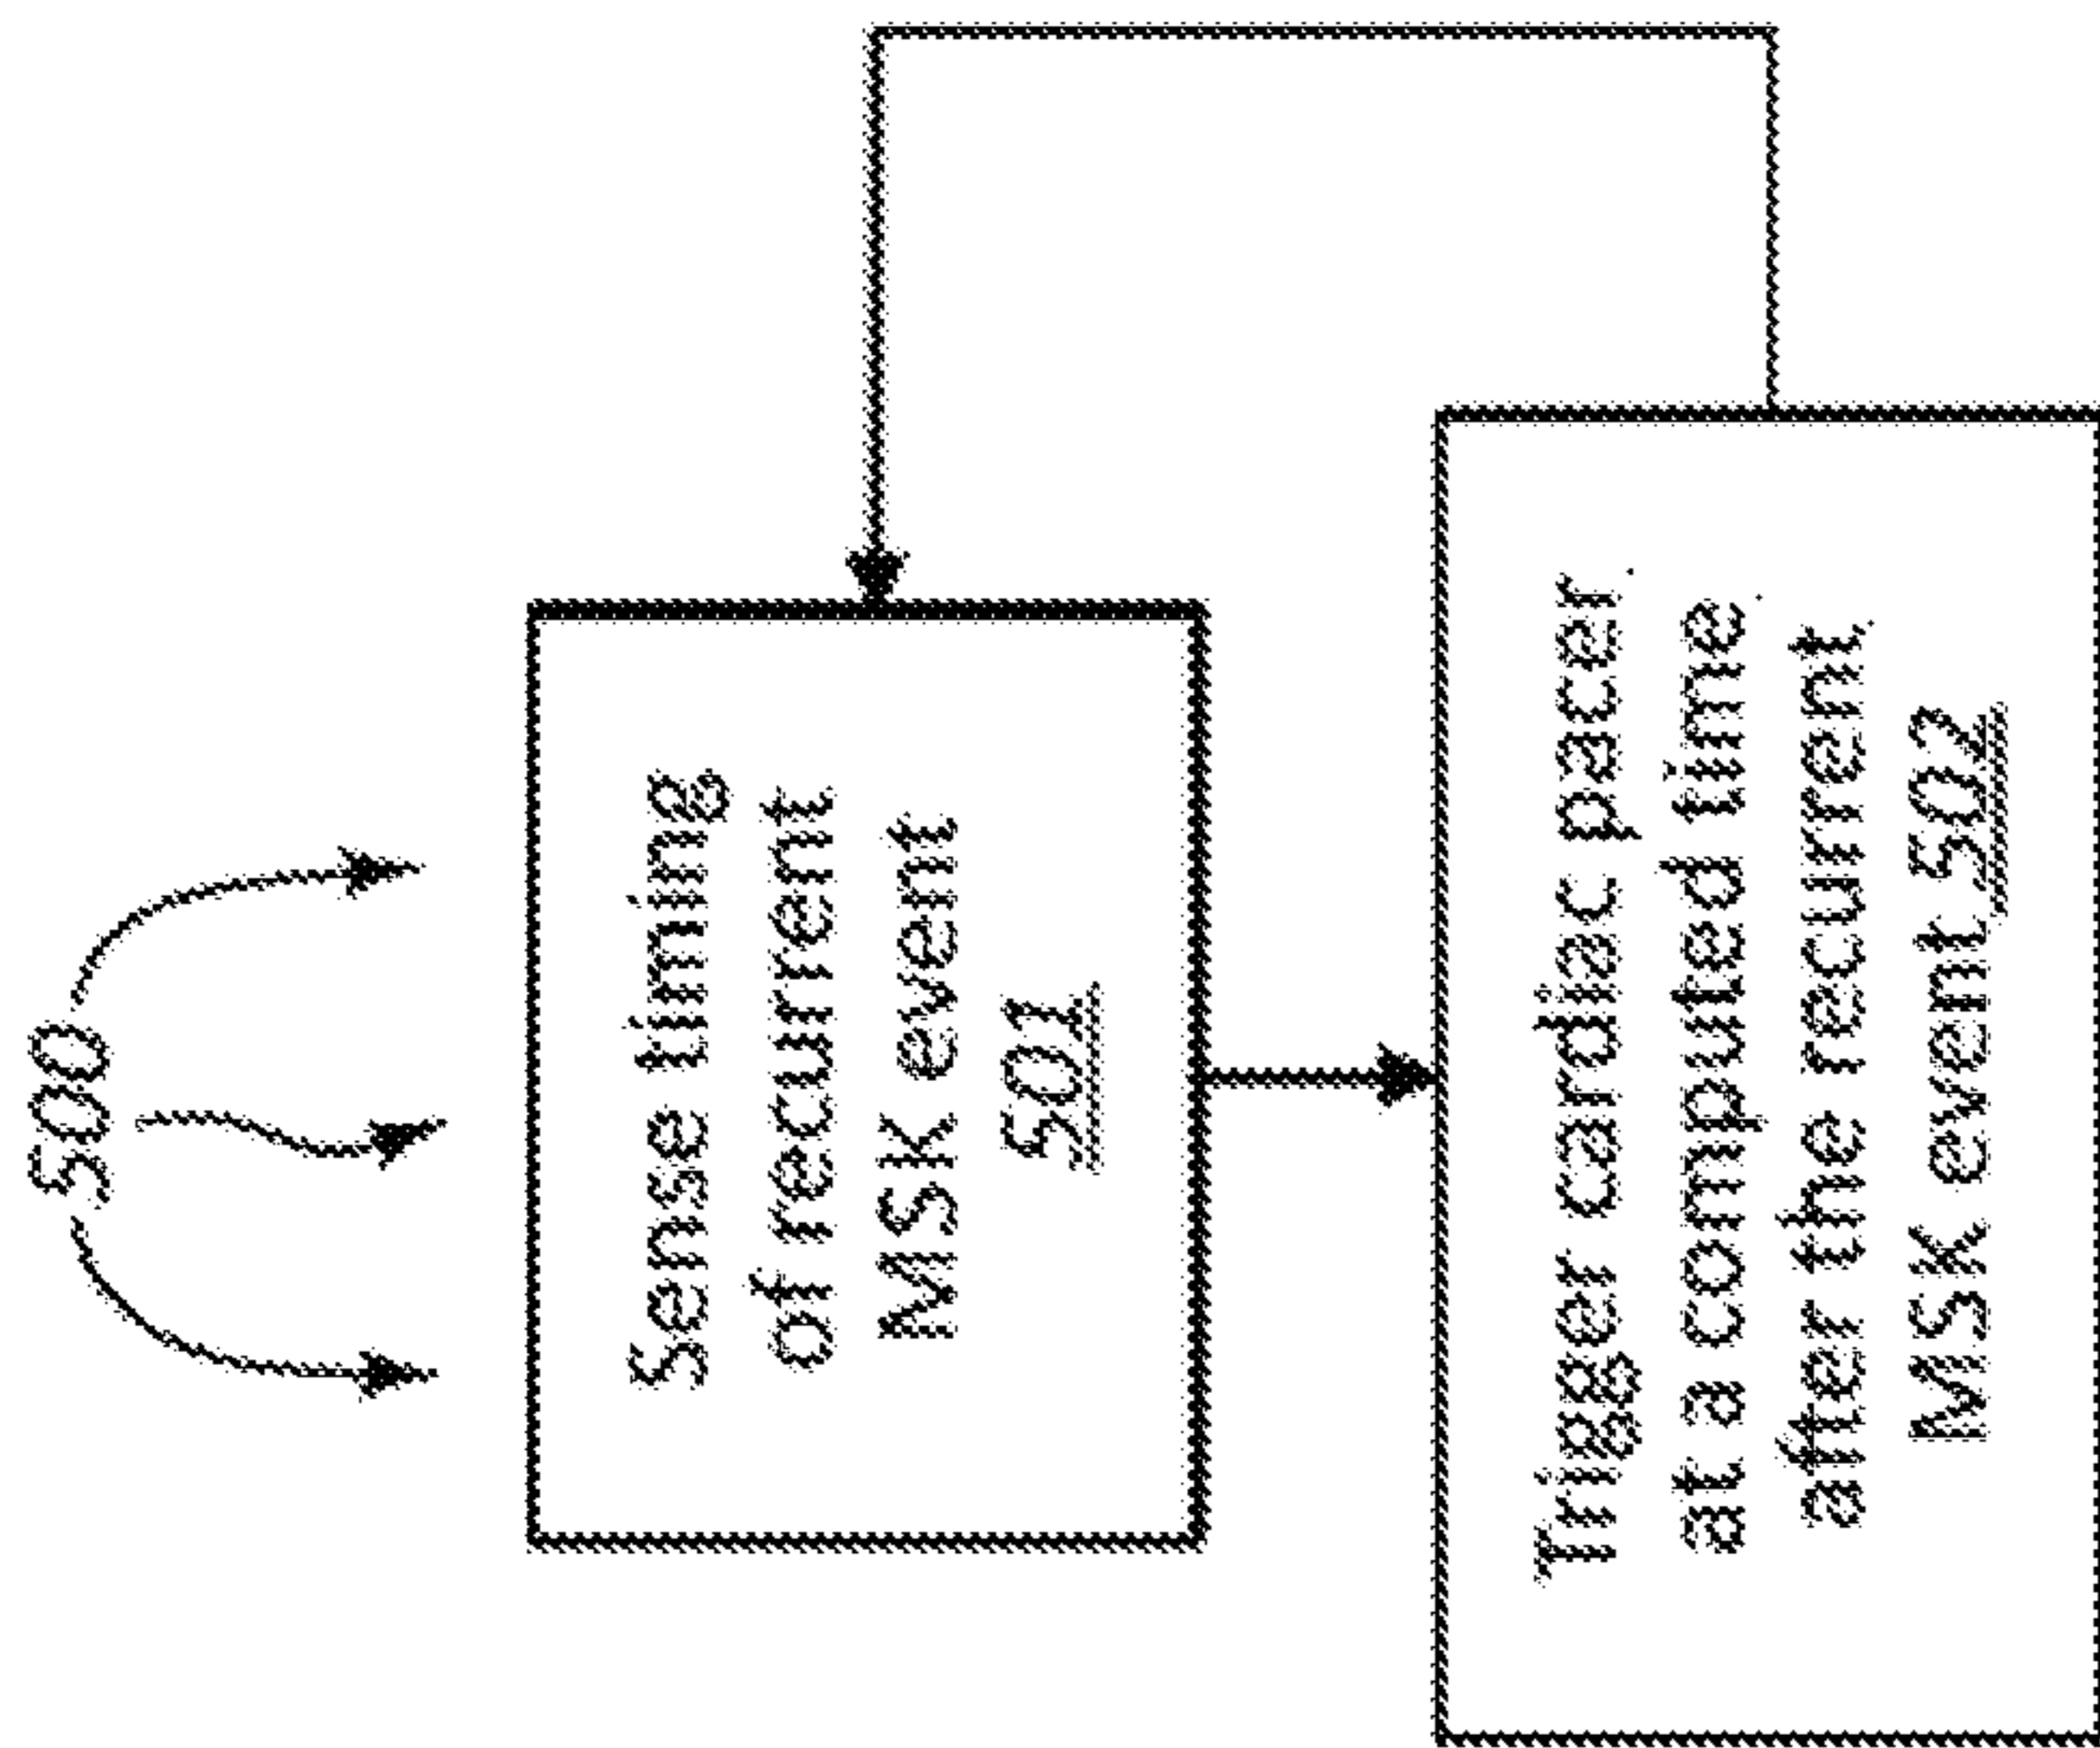 500
Sense timing
of recurrent
MSK event
501
Trigger cardiac pacer
at a computed time
after the recurrent
MSK event 502